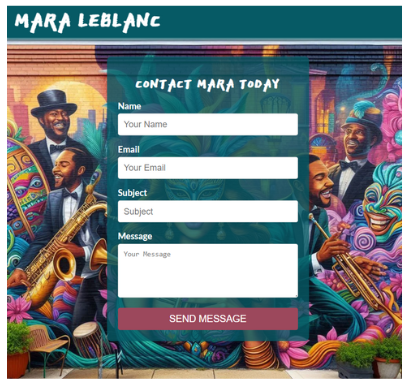 MARA LEBLANC
CONTACT MARA TODAY
Name
Your Name
Email
Your Email
Subject
Subject
Message
Your Message
SEND MESSAGE